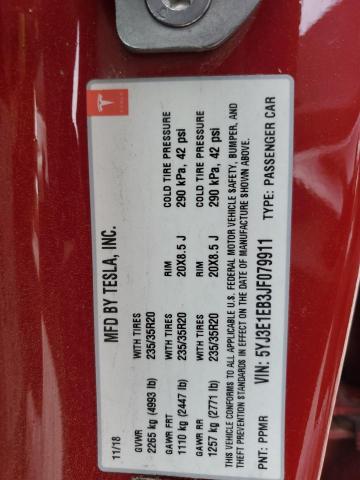 MFD BY TESLA, INC.
11/18
GVWR WITH TIRES RIM COLD TIRE PRESSURE
2265 kg (4993 lb) 235/35R20 20X8.5 J 290 kPa, 42 psi
GAWR FRT WITH TIRES
1110 kg (2447 lb) 235/35R20
GAWR RR WITH TIRES RIM COLD TIRE PRESSURE
1257 kg (2771 lb) 235/35R20 20X8.5 J 290 kPa, 42 psi
THIS VEHICLE CONFORMS TO ALL APPLICABLE U.S. FEDERAL MOTOR VEHICLE SAFETY, BUMPER, AND
THEFT PREVENTION STANDARDS IN EFFECT ON THE DATE OF MANUFACTURE SHOWN ABOVE.
PNT: PPMR VIN: 5YJ3E1EB3JF079911 TYPE: PASSENGER CAR